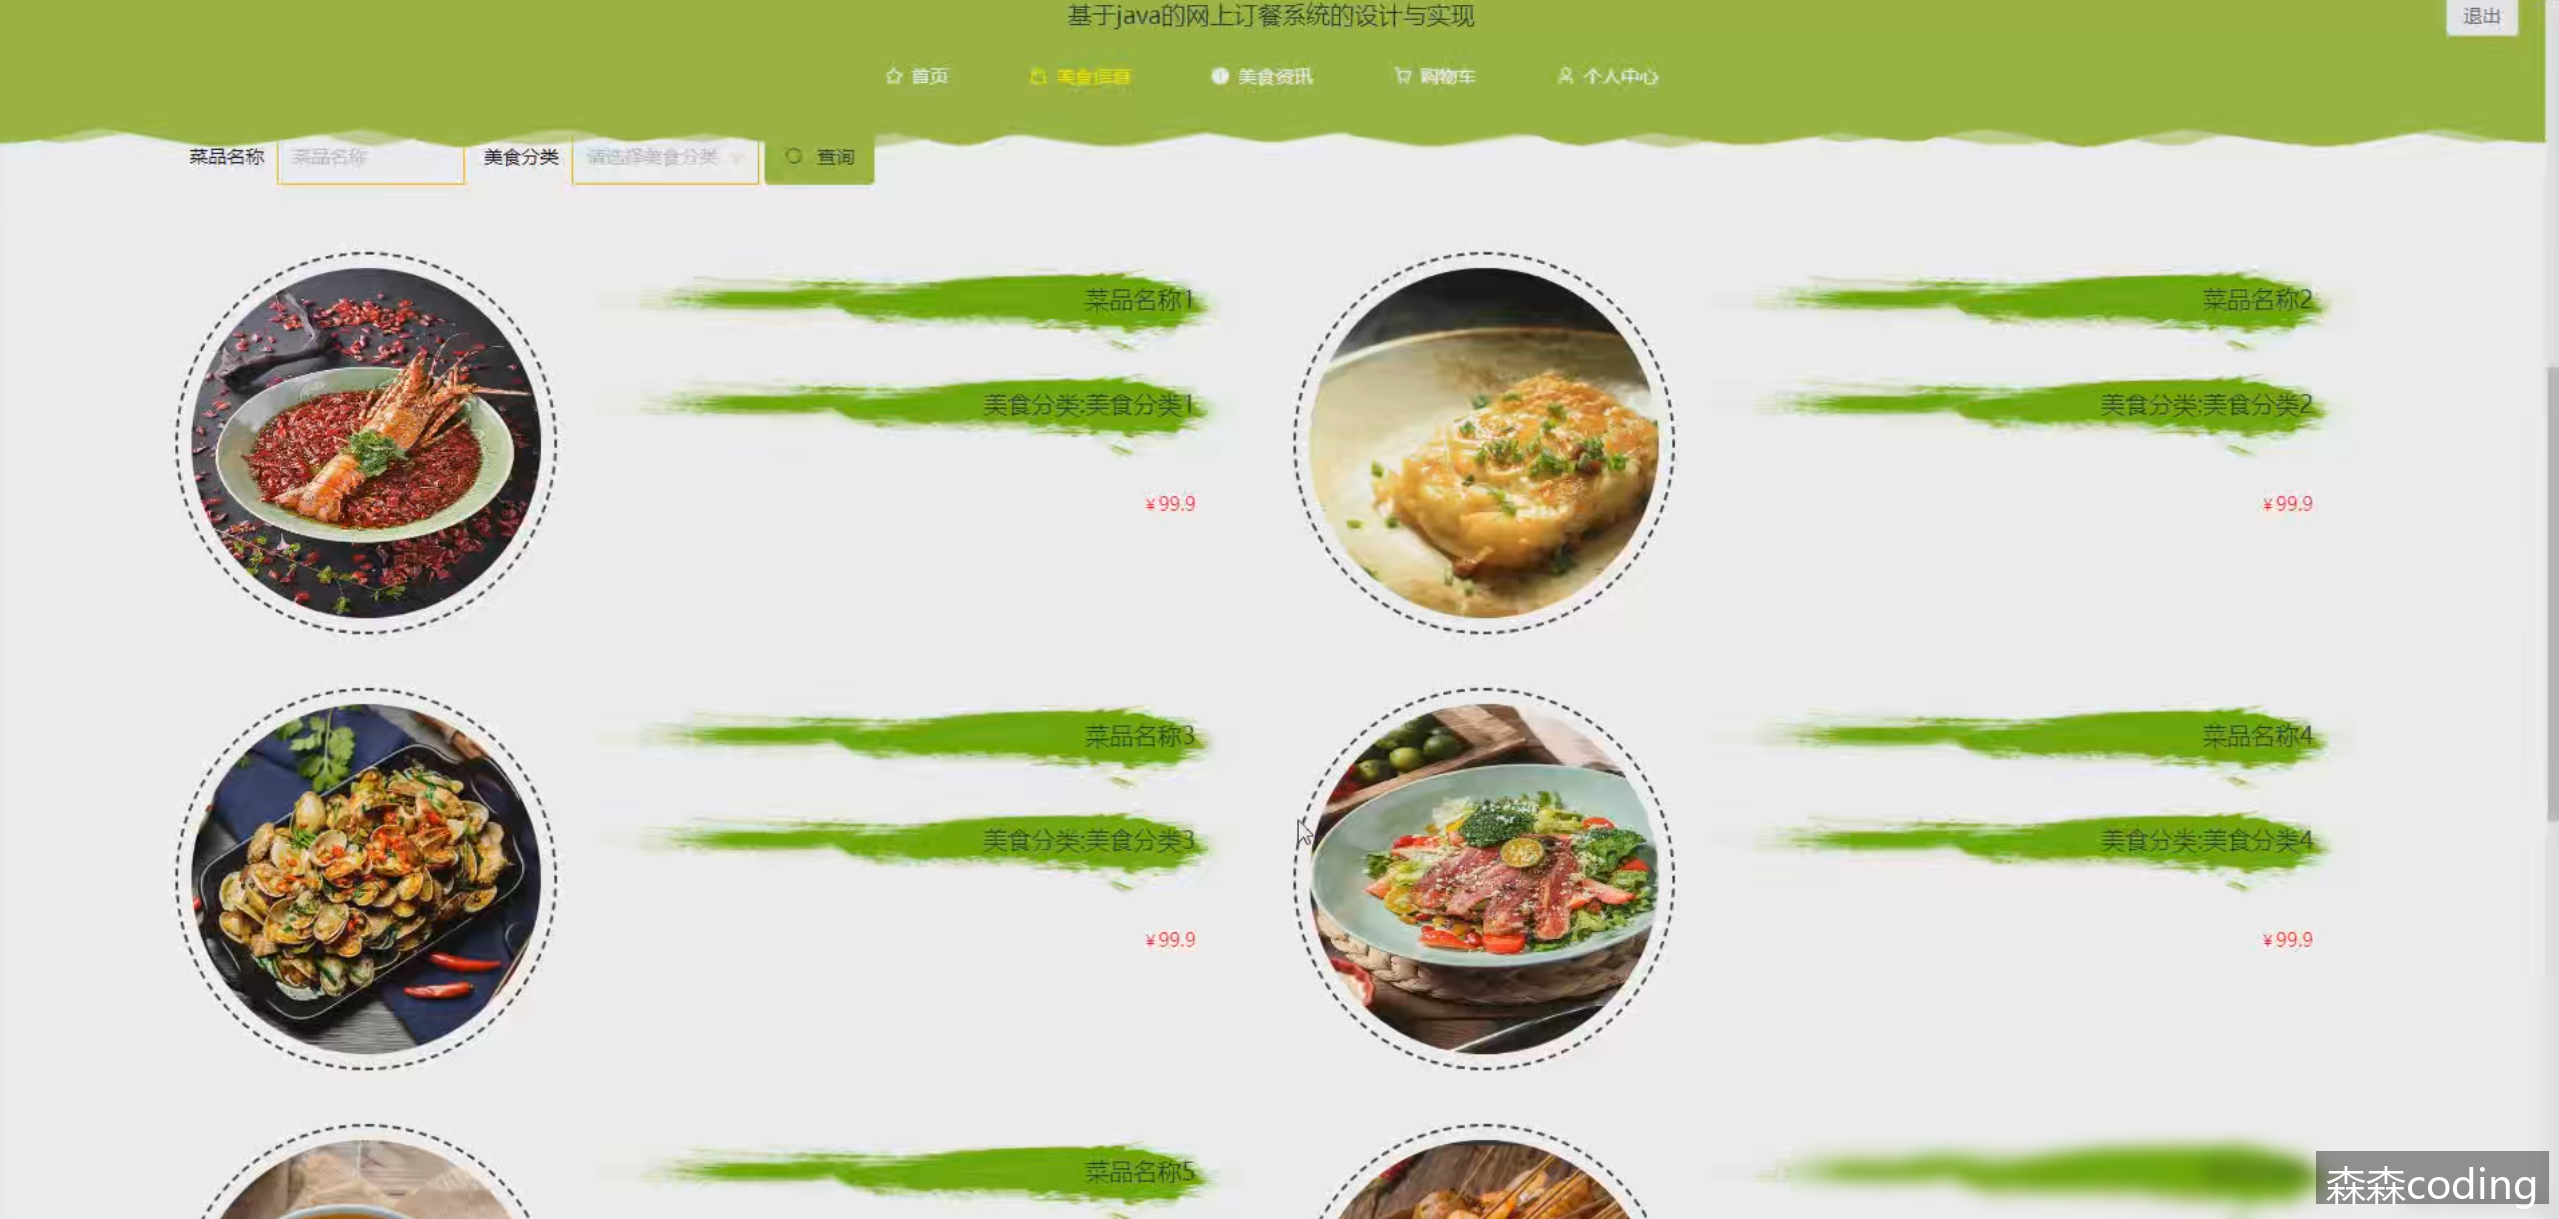 基于java的网上订餐系统的设计与实现
退出
首页 美食信息 美食资讯 购物车 个人中心
菜品名称 菜品名称 美食分类 请选择美食分类 查询
菜品名称1
美食分类:美食分类1
¥99.9
菜品名称2
美食分类:美食分类2
¥99.9
菜品名称3
美食分类:美食分类3
¥99.9
菜品名称4
美食分类:美食分类4
¥99.9
菜品名称5
森森coding